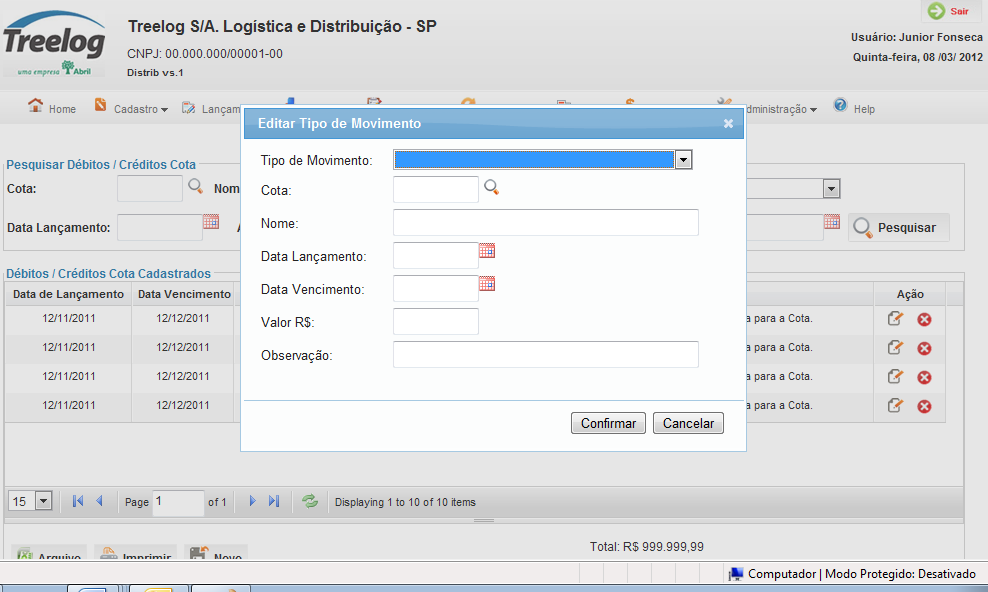 Sair
Treelog
uma empresa Abril
Treelog S/A. Logística e Distribuição - SP
CNPJ: 00.000.000/00001-00
Distrib vs.1
Usuário: Junior Fonseca
Quinta-feira, 08 /03/ 2012
Home Cadastro Lançam dministração Help
Editar Tipo de Movimento
Tipo de Movimento:
Cota:
Nome:
Data Lançamento:
Data Vencimento:
Valor R$:
Observação:
Confirmar Cancelar
Pesquisar Débitos / Créditos Cota
Cota: Nom
Data Lançamento: Pesquisar
Débitos / Créditos Cota Cadastrados
Data de Lançamento Data Vencimento Ação
12/11/2011 12/12/2011 a para a Cota.
12/11/2011 12/12/2011 a para a Cota.
12/11/2011 12/12/2011 a para a Cota.
12/11/2011 12/12/2011 a para a Cota.
15 Page 1 of 1 Displaying 1 to 10 of 10 items
Arquivo Imprimir Novo Total: R$ 999.999,99
Computador | Modo Protegido: Desativado